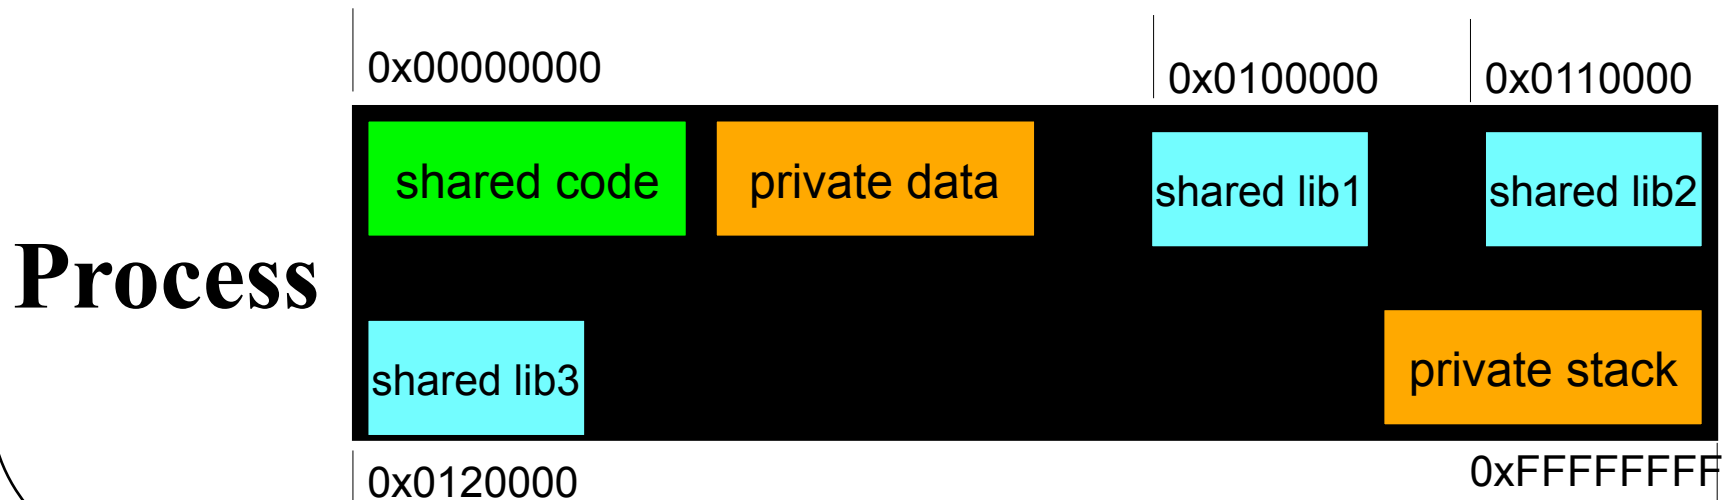 0x00000000
0x0100000
0x0110000
shared code
private data
shared lib1
shared lib2
Process
shared lib3
private stack
0x0120000
0xFFFFFFFF